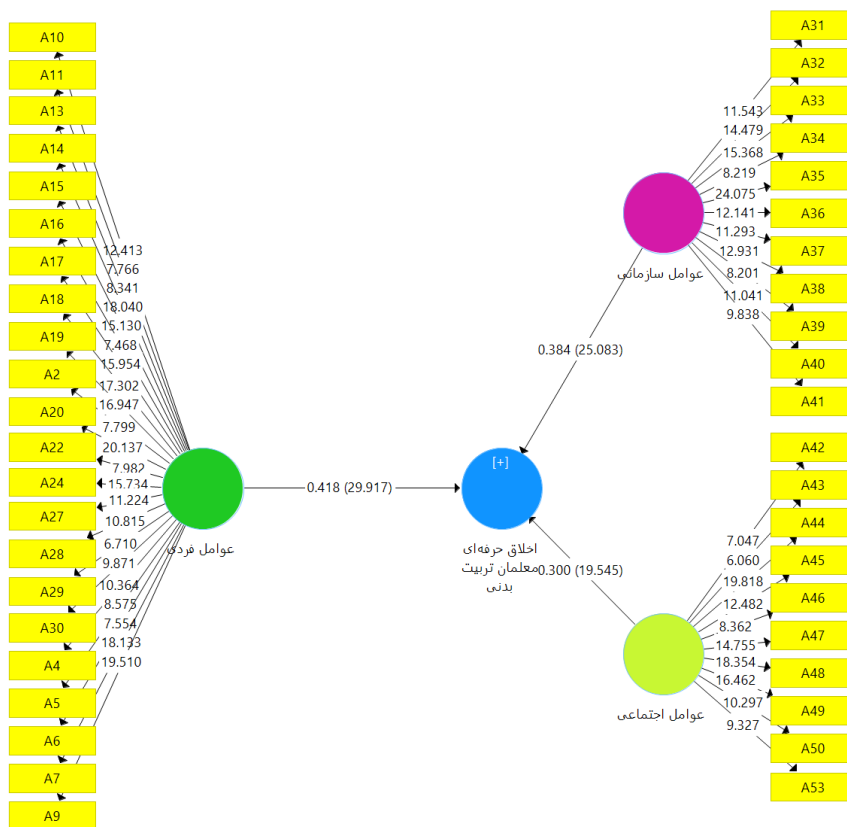 A10
A11
A13
A14
A15
A16
A17
A18
A19
A2
A20
A22
A24
A27
A28
A29
A30
A4
A5
A6
A7
A9
12.413
7.766
8.341
18.040
15.130
7.468
15.954
17.302
16.947
7.799
20.137
7.982
15.734
11.224
10.815
6.710
9.871
10.364
8.575
7.554
18.133
19.510
عوامل فردی
0.418 (29.917)
[+]
اخلاق حرفه‌ای
معلمان تربیت
بدنی
0.384 (25.083)
0.300 (19.545)
عوامل سازمانی
11.543
14.479
15.368
8.219
24.075
12.141
11.293
12.931
8.201
11.041
9.838
A31
A32
A33
A34
A35
A36
A37
A38
A39
A40
A41
عوامل اجتماعی
7.047
6.060
19.818
12.482
8.362
14.755
18.354
16.462
10.297
9.327
A42
A43
A44
A45
A46
A47
A48
A49
A50
A53